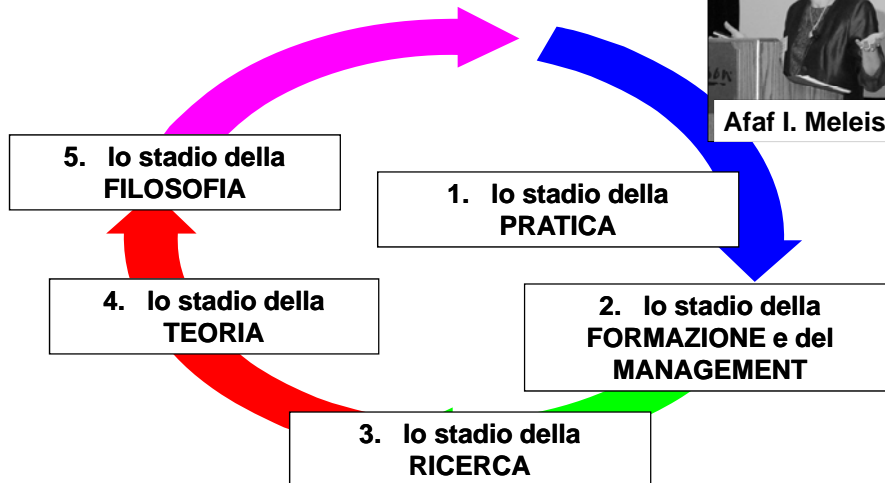 Afaf I. Meleis
5. lo stadio della
FILOSOFIA
1. lo stadio della
PRATICA
4. lo stadio della
TEORIA
2. lo stadio della
FORMAZIONE e del
MANAGEMENT
3. lo stadio della
RICERCA